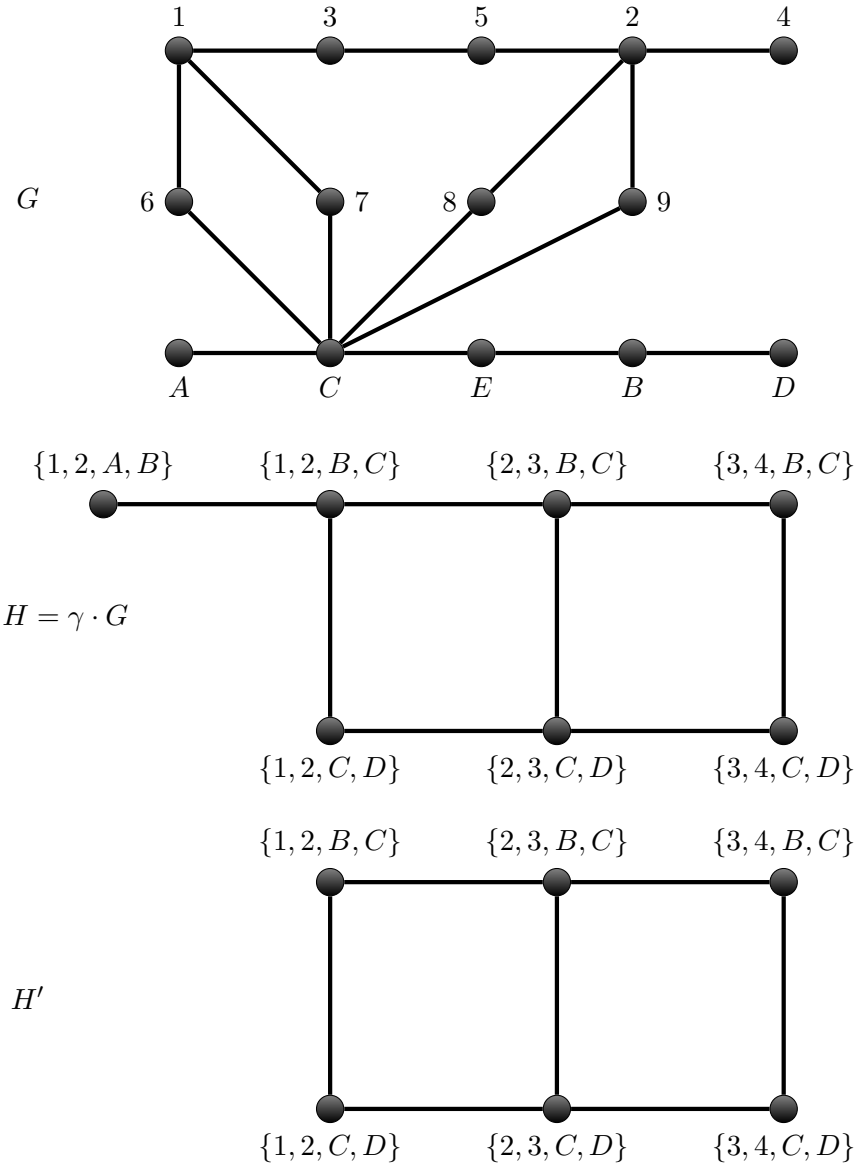 1 3 5 2 4
G 6 7 8 9
A C E B D
{1, 2, A, B} {1, 2, B, C} {2, 3, B, C} {3, 4, B, C}
H = γ · G
{1, 2, C, D} {2, 3, C, D} {3, 4, C, D}
{1, 2, B, C} {2, 3, B, C} {3, 4, B, C}
H′
{1, 2, C, D} {2, 3, C, D} {3, 4, C, D}